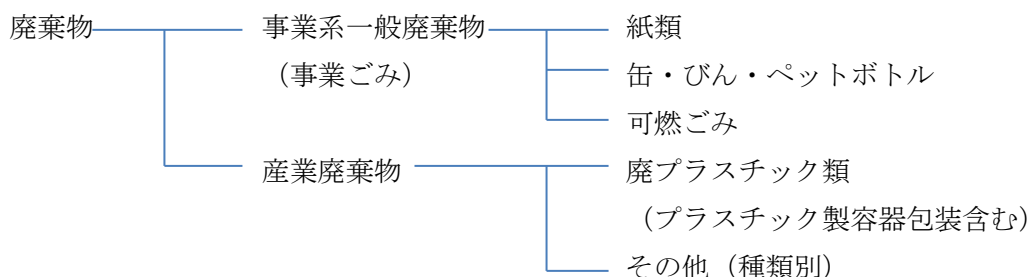 廃棄物 事業系一般廃棄物 紙類
（事業ごみ） 缶・びん・ペットボトル
可燃ごみ
産業廃棄物 廃プラスチック類
（プラスチック製容器包装含む）
その他（種類別）